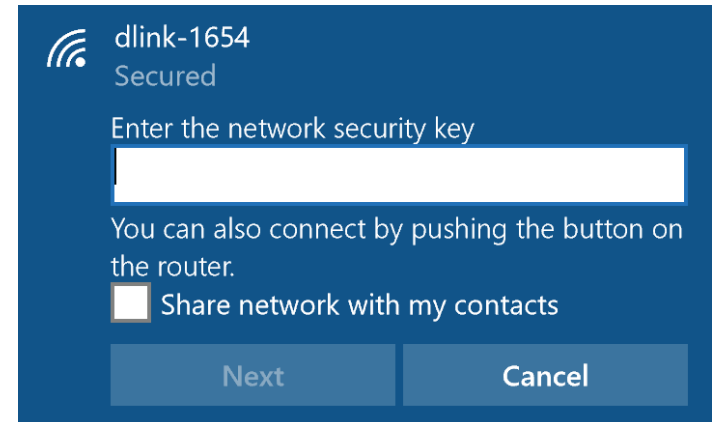 dlink-1654
Secured
Enter the network security key
You can also connect by pushing the button on
the router.
Share network with my contacts
Next
Cancel